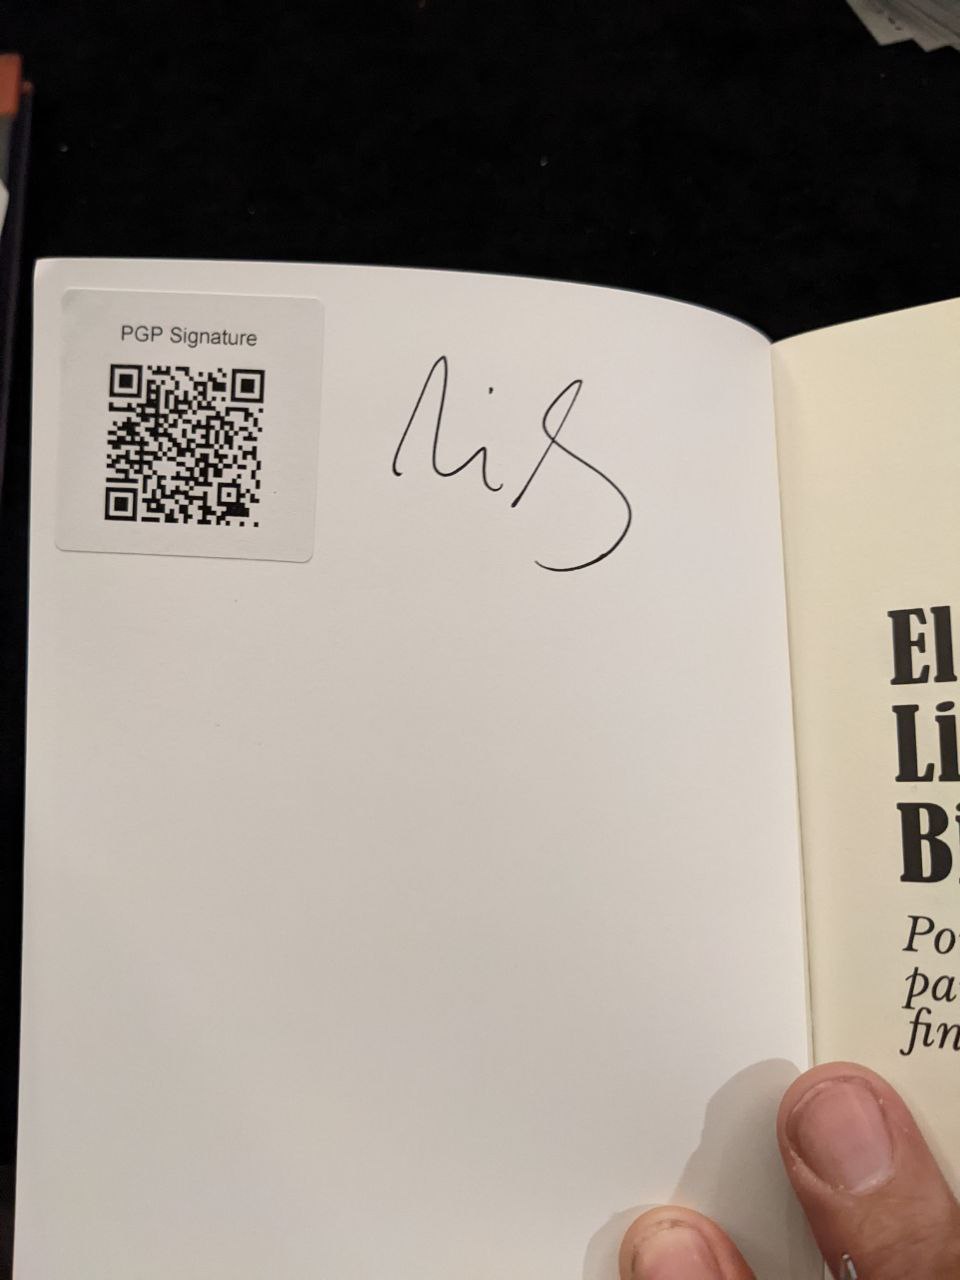 PGP Signature
El
Li
Bi
Po
pa
fin